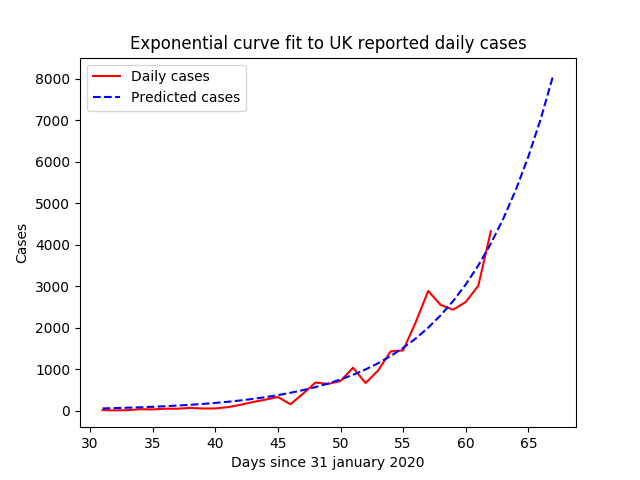 Exponential curve fit to UK reported daily cases
Daily cases
Predicted cases
8000
7000
6000
5000
4000
3000
2000
1000
0
Cases
30 35 40 45 50 55 60 65
Days since 31 january 2020